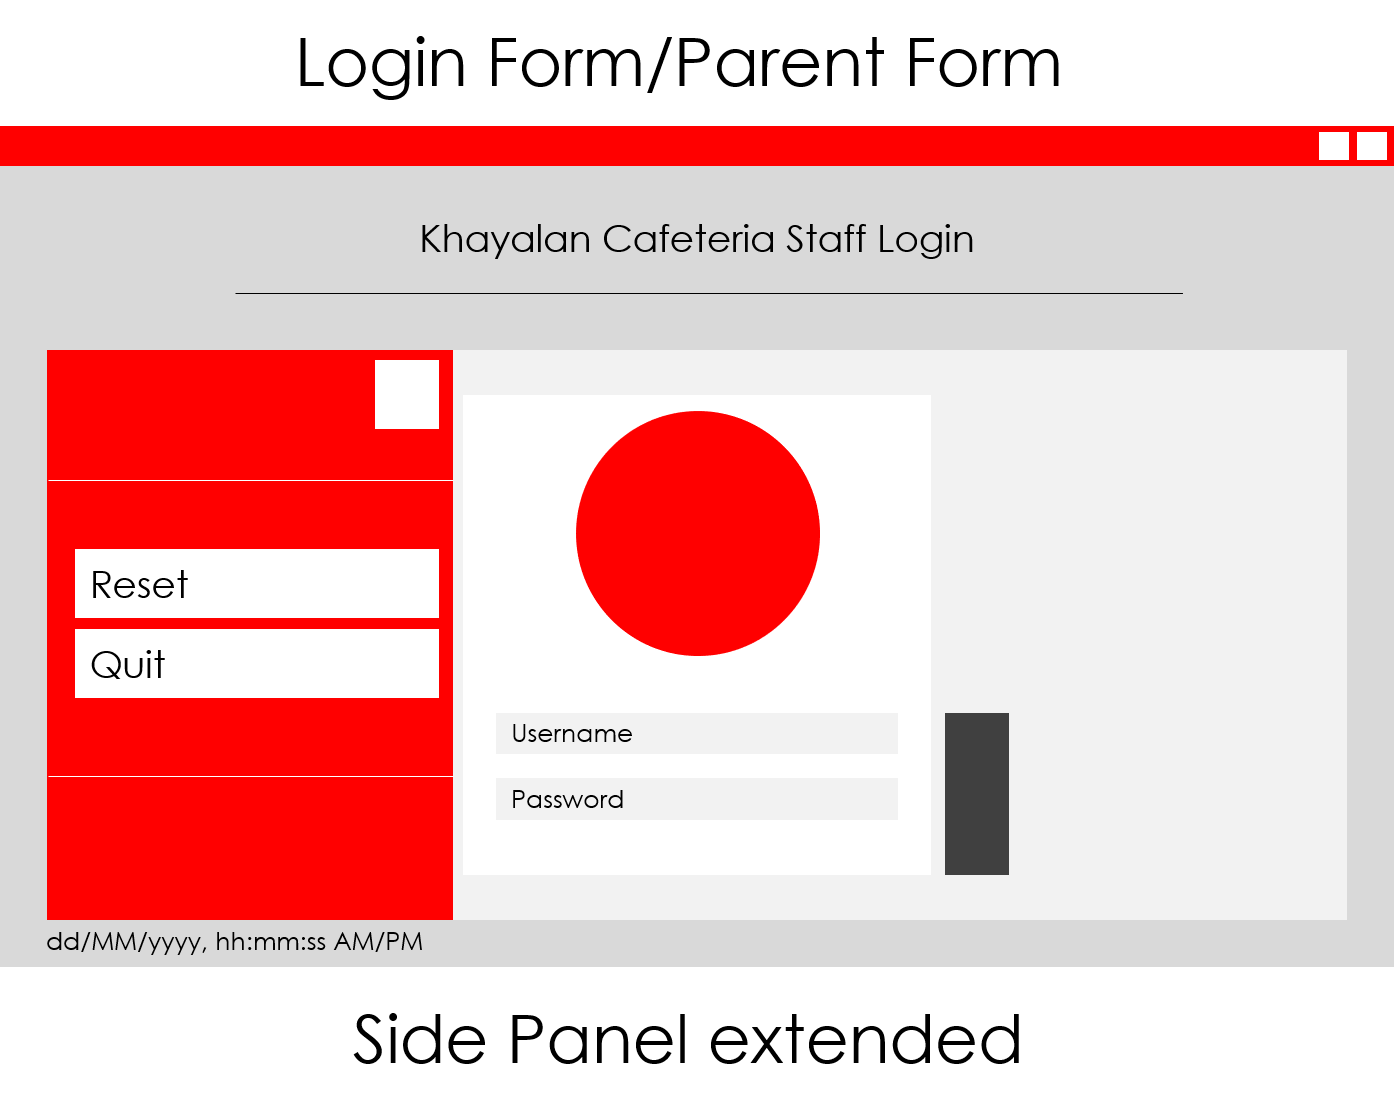 Login Form/Parent Form
Khayalan Cafeteria Staff Login
Reset
Quit
Username
Password
dd/MM/yyyy, hh:mm:ss AM/PM
Side Panel extended